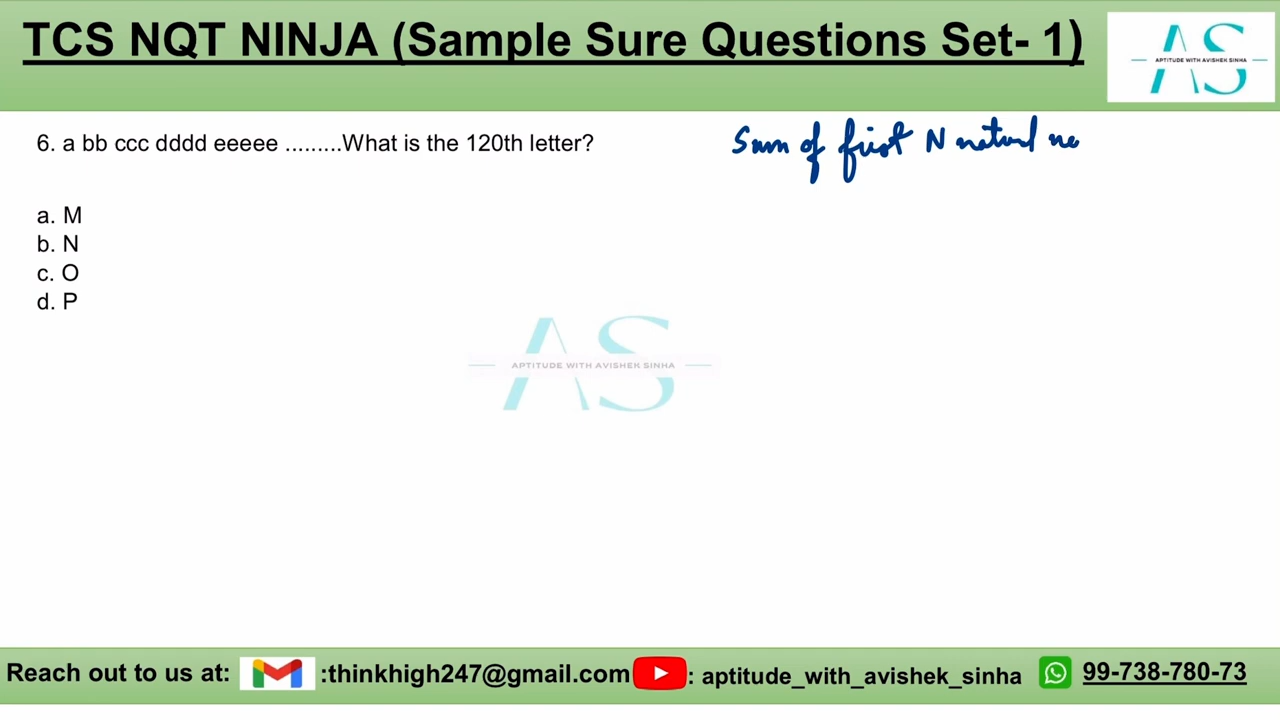 TCS NQT NINJA (Sample Sure Questions Set- 1)
AS
APTITUDE WITH AVISHEK SINHA
6. a bb ccc dddd eeeee .........What is the 120th letter?
Sum of first N natural no
a. M
b. N
c. O
d. P
AS
APTITUDE WITH AVISHEK SINHA
Reach out to us at: :thinkhigh247@gmail.com : aptitude_with_avishek_sinha 99-738-780-73